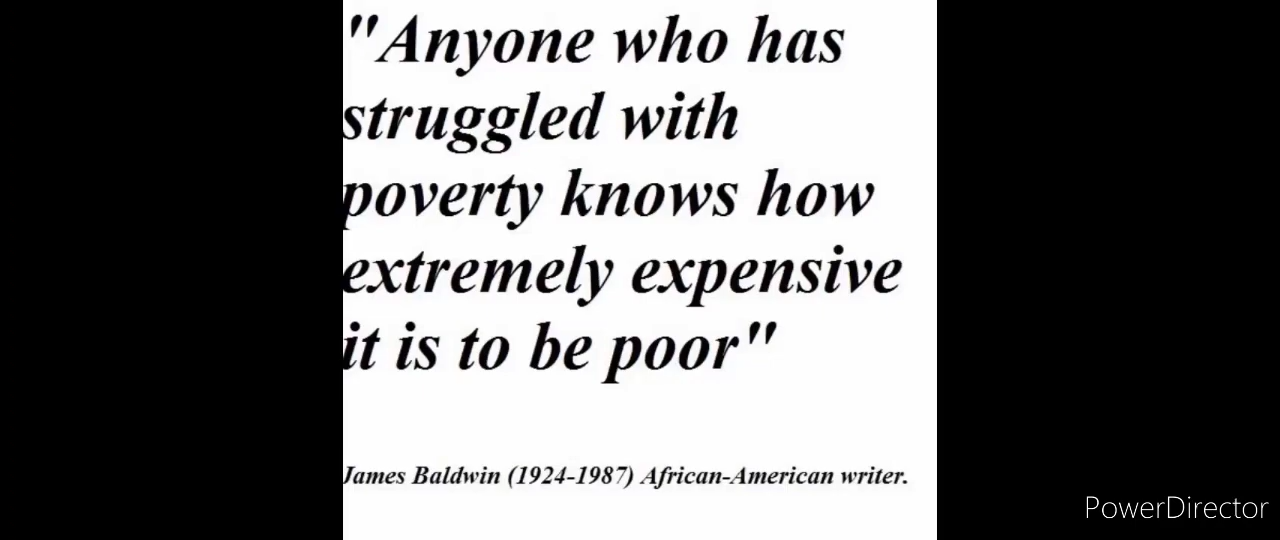 "Anyone who has
struggled with
poverty knows how
extremely expensive
it is to be poor"
James Baldwin (1924-1987) African-American writer.
PowerDirector